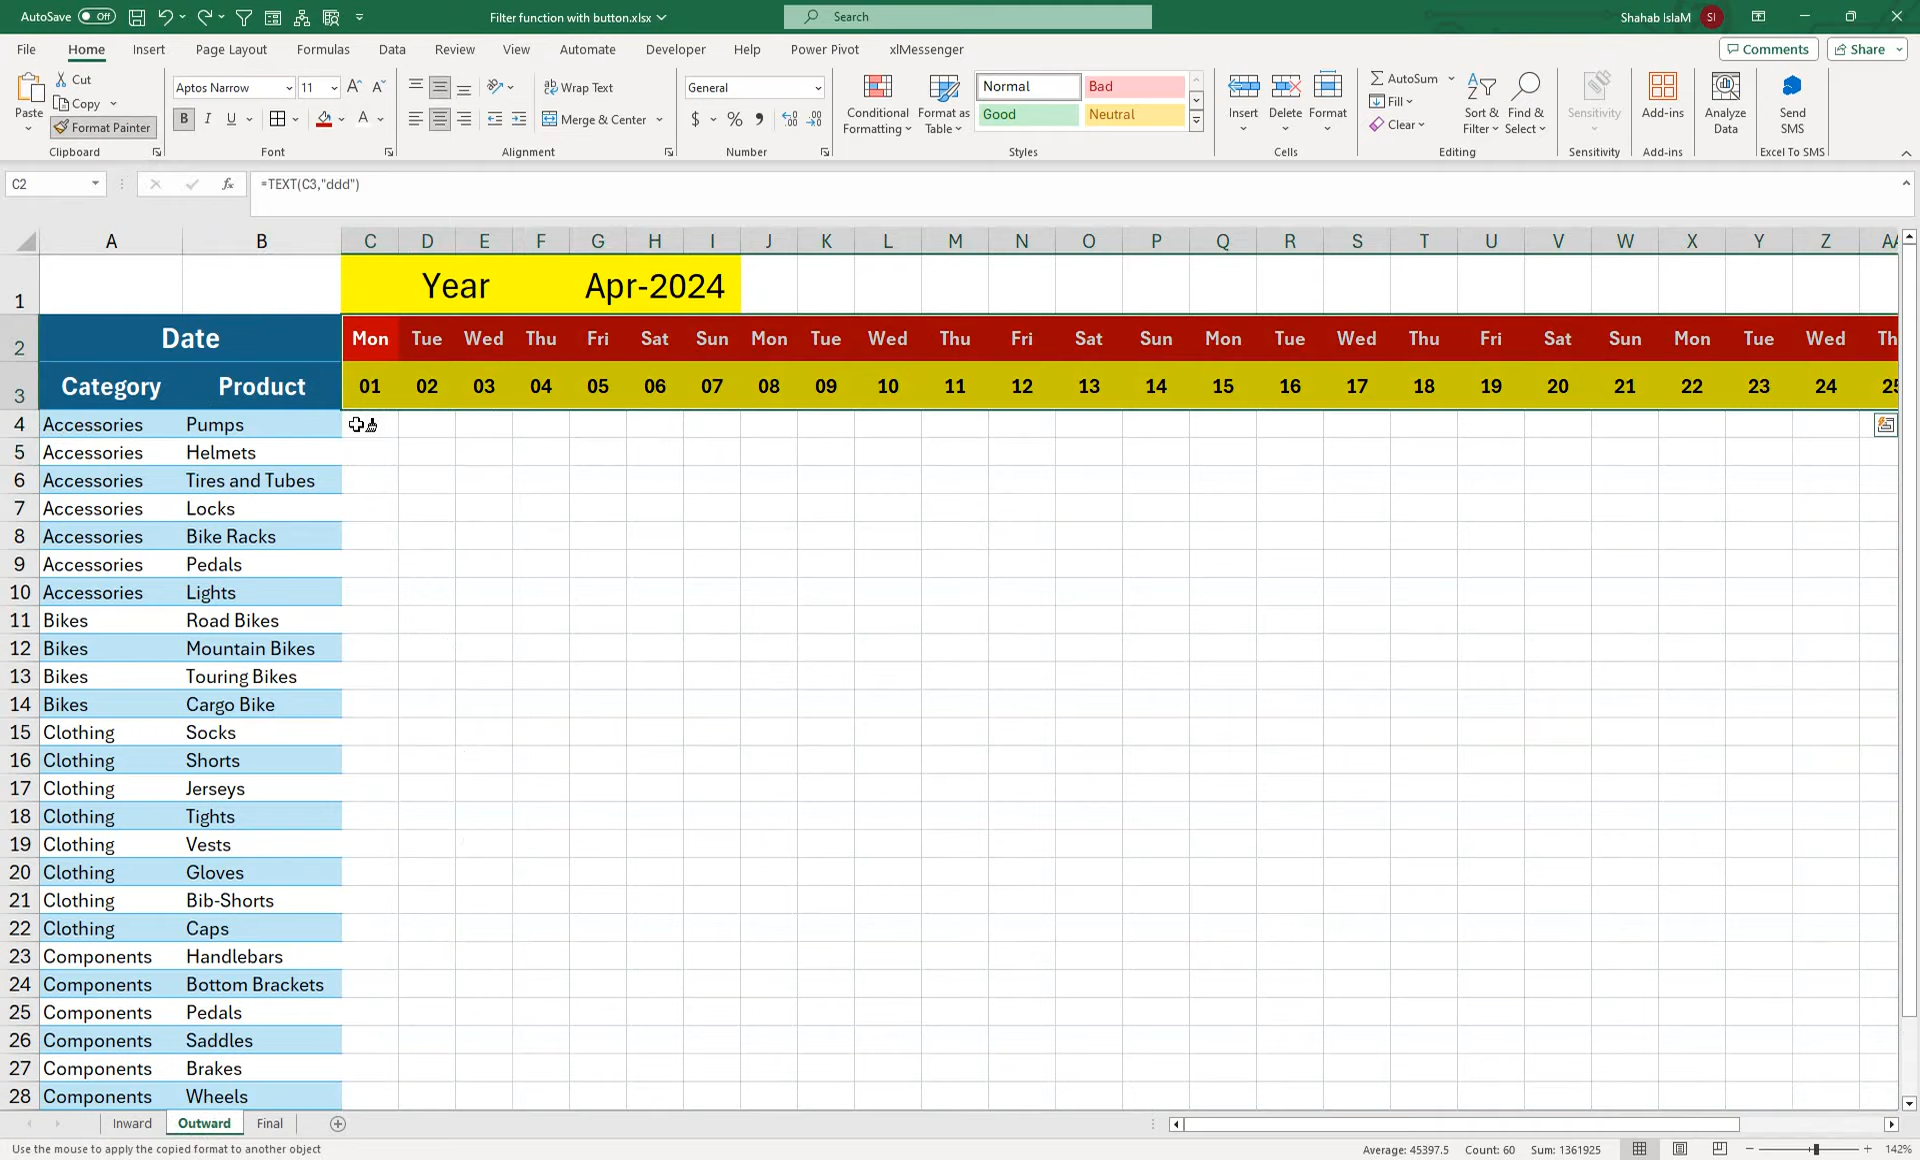 AutoSave Off Filter function with button.xlsx Search Shahab IslaM SI
File Home Insert Page Layout Formulas Data Review View Automate Developer Help Power Pivot xlMessenger Comments Share
Paste Cut Copy Format Painter
Clipboard
Aptos Narrow 11 A A
B I U A
Font
Wrap Text
Merge & Center
Alignment
General
$ % 9 .00 .00
Number
Conditional Formatting
Format as Table
Normal Bad
Good Neutral
Styles
Insert Delete Format
Cells
AutoSum
Fill
Clear
Sort & Filter
Find & Select
Editing
Sensitivity
Sensitivity
Add-ins
Add-ins
Analyze Data
Send SMS
Excel To SMS
C2 fx =TEXT(C3,"ddd")
A B C D E F G H I J K L M N O P Q R S T U V W X Y Z AA
1 Year Apr-2024
2 Date Mon Tue Wed Thu Fri Sat Sun Mon Tue Wed Thu Fri Sat Sun Mon Tue Wed Thu Fri Sat Sun Mon Tue Wed Th
3 Category Product 01 02 03 04 05 06 07 08 09 10 11 12 13 14 15 16 17 18 19 20 21 22 23 24 25
4 Accessories Pumps
5 Accessories Helmets
6 Accessories Tires and Tubes
7 Accessories Locks
8 Accessories Bike Racks
9 Accessories Pedals
10 Accessories Lights
11 Bikes Road Bikes
12 Bikes Mountain Bikes
13 Bikes Touring Bikes
14 Bikes Cargo Bike
15 Clothing Socks
16 Clothing Shorts
17 Clothing Jerseys
18 Clothing Tights
19 Clothing Vests
20 Clothing Gloves
21 Clothing Bib-Shorts
22 Clothing Caps
23 Components Handlebars
24 Components Bottom Brackets
25 Components Pedals
26 Components Saddles
27 Components Brakes
28 Components Wheels
Inward Outward Final
Use the mouse to apply the copied format to another object Average: 45397.5 Count: 60 Sum: 1361925 142%